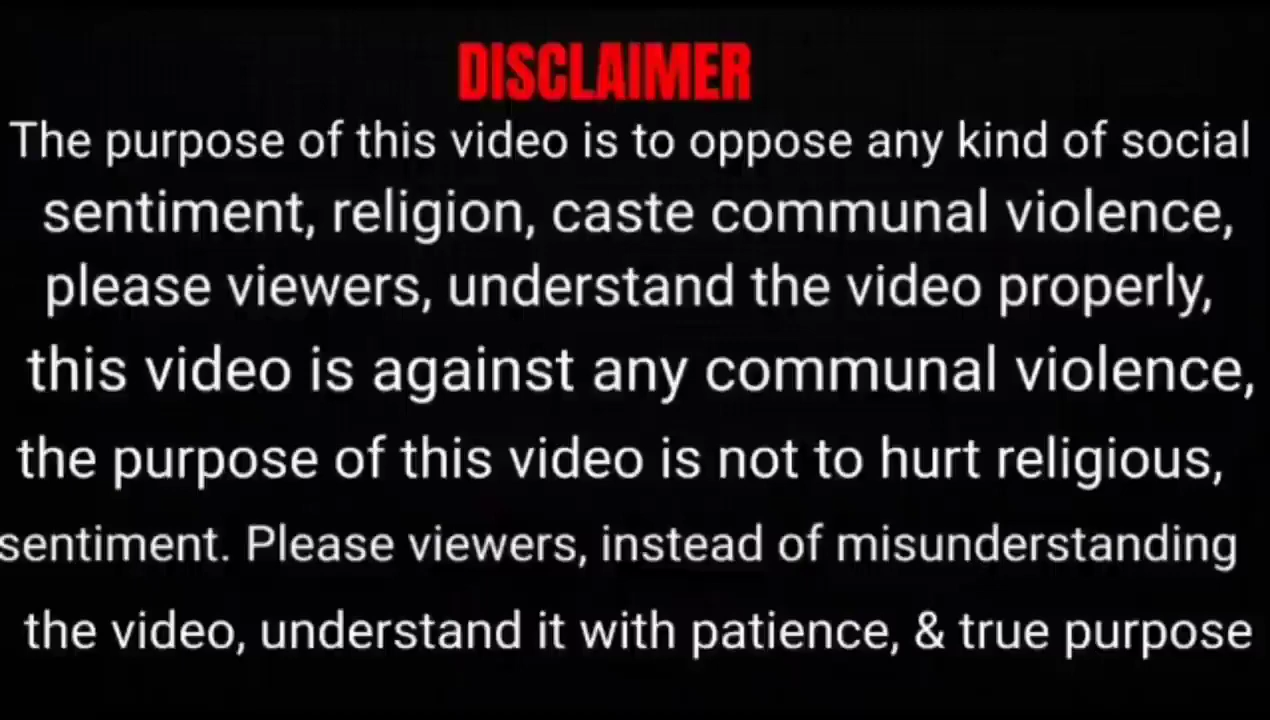 DISCLAIMER
The purpose of this video is to oppose any kind of social
sentiment, religion, caste communal violence,
please viewers, understand the video properly,
this video is against any communal violence,
the purpose of this video is not to hurt religious,
sentiment. Please viewers, instead of misunderstanding
the video, understand it with patience, & true purpose